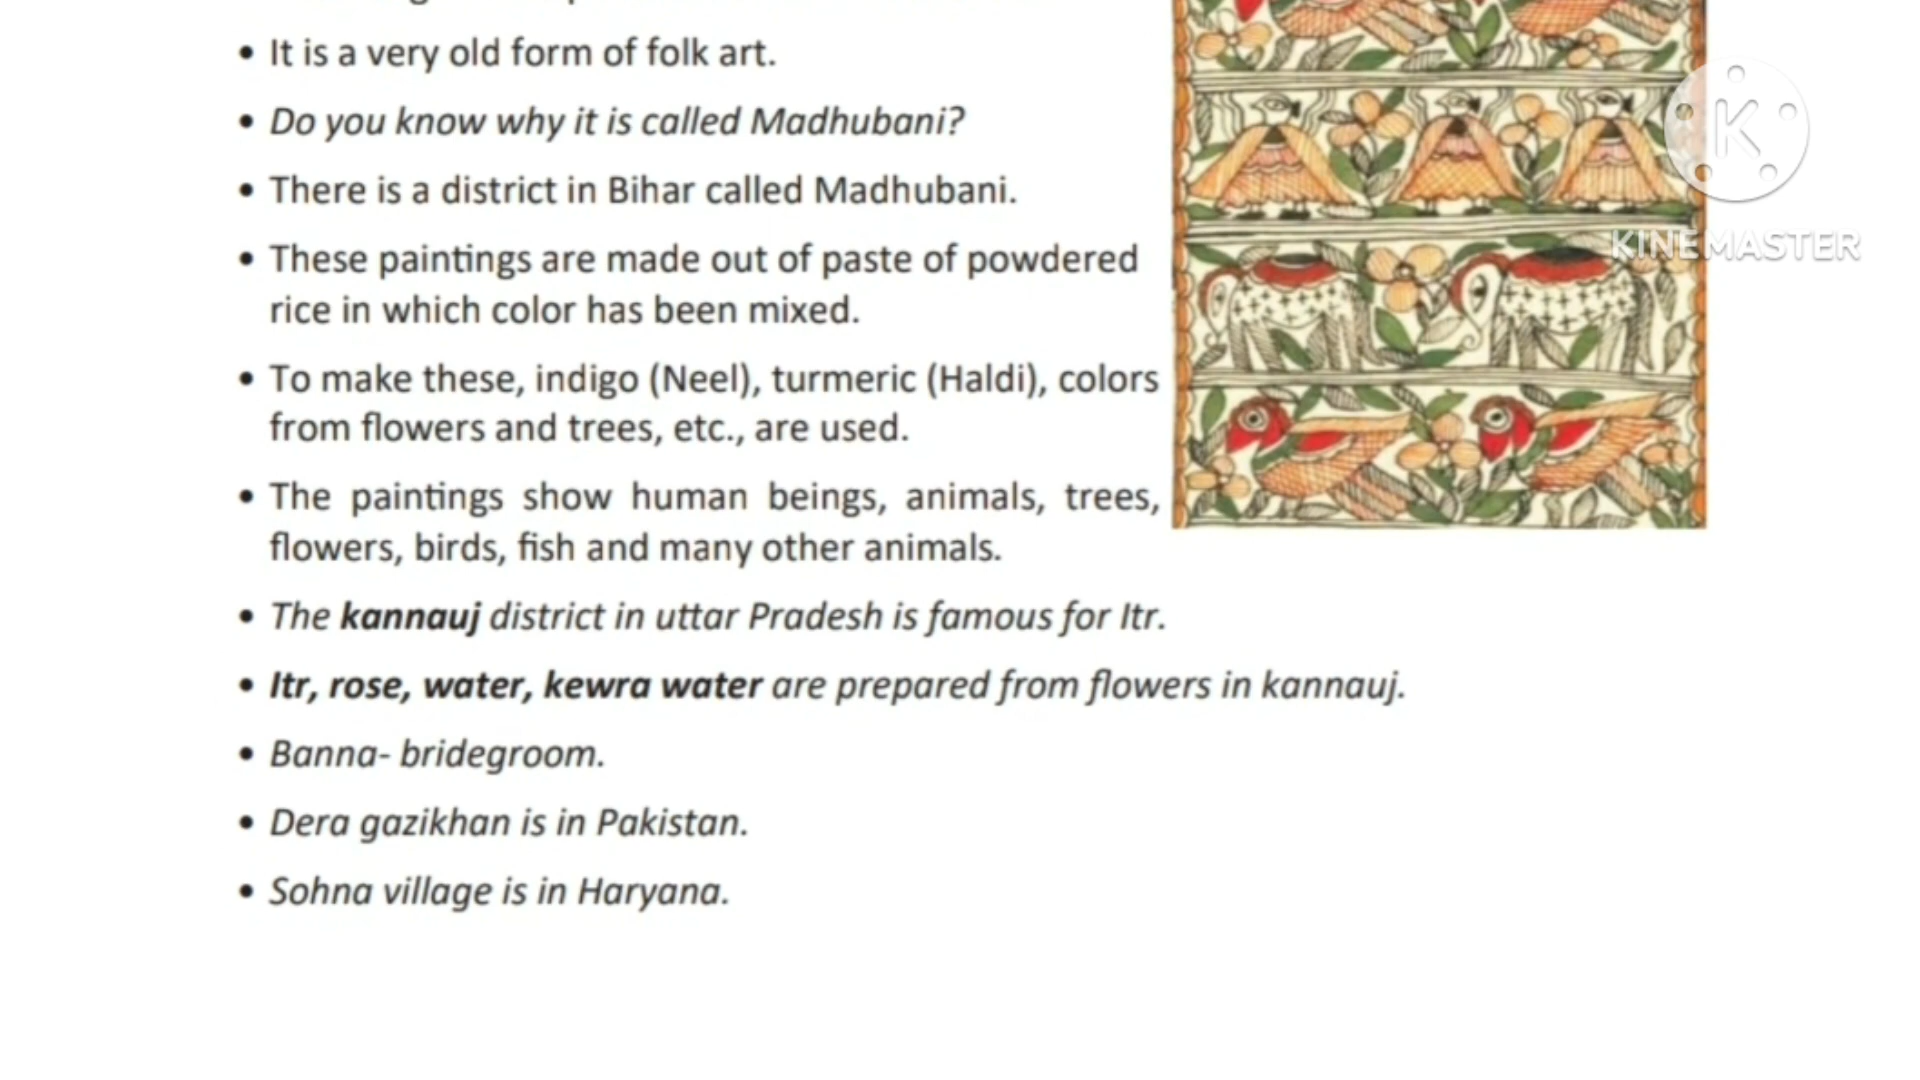 • It is a very old form of folk art.
• Do you know why it is called Madhubani?
• There is a district in Bihar called Madhubani.
• These paintings are made out of paste of powdered
rice in which color has been mixed.
• To make these, indigo (Neel), turmeric (Haldi), colors
from flowers and trees, etc., are used.
• The paintings show human beings, animals, trees,
flowers, birds, fish and many other animals.
• The kannauj district in uttar Pradesh is famous for Itr.
• Itr, rose, water, kewra water are prepared from flowers in kannauj.
• Banna- bridegroom.
• Dera gazikhan is in Pakistan.
• Sohna village is in Haryana.
K
KINEMASTER